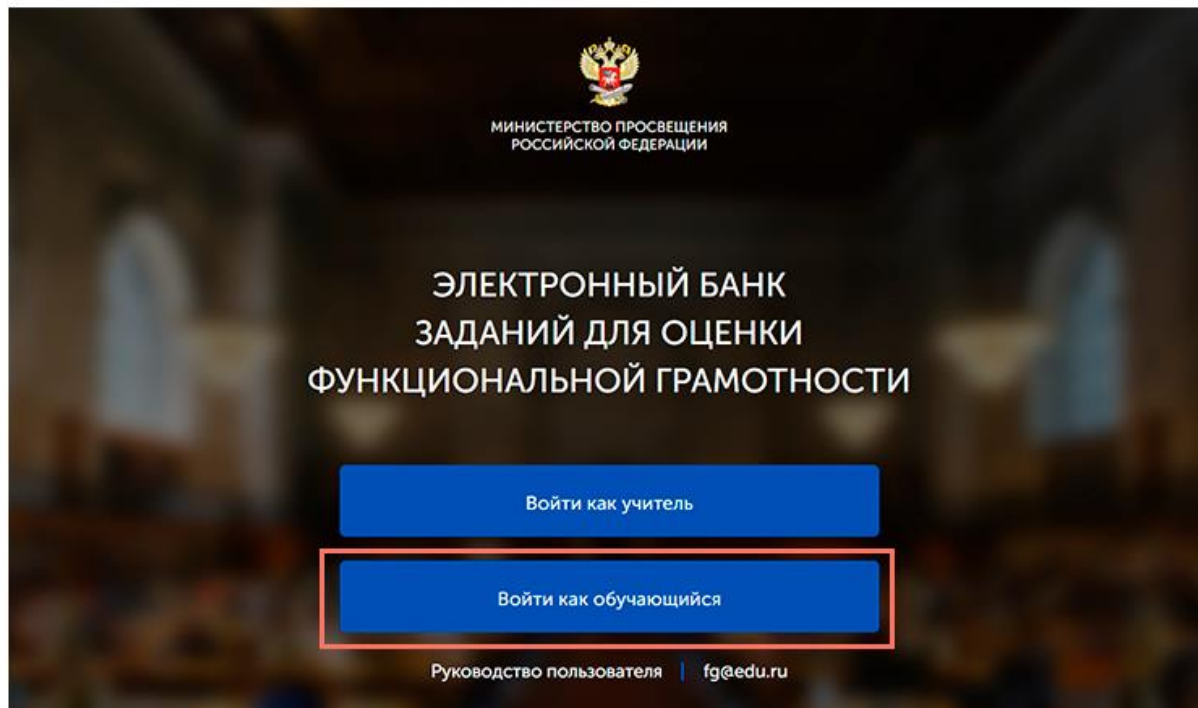 МИНИСТЕРСТВО ПРОСВЕЩЕНИЯ
РОССИЙСКОЙ ФЕДЕРАЦИИ
ЭЛЕКТРОННЫЙ БАНК
ЗАДАНИЙ ДЛЯ ОЦЕНКИ
ФУНКЦИОНАЛЬНОЙ ГРАМОТНОСТИ
Войти как учитель
Войти как обучающийся
Руководство пользователя | fg@edu.ru